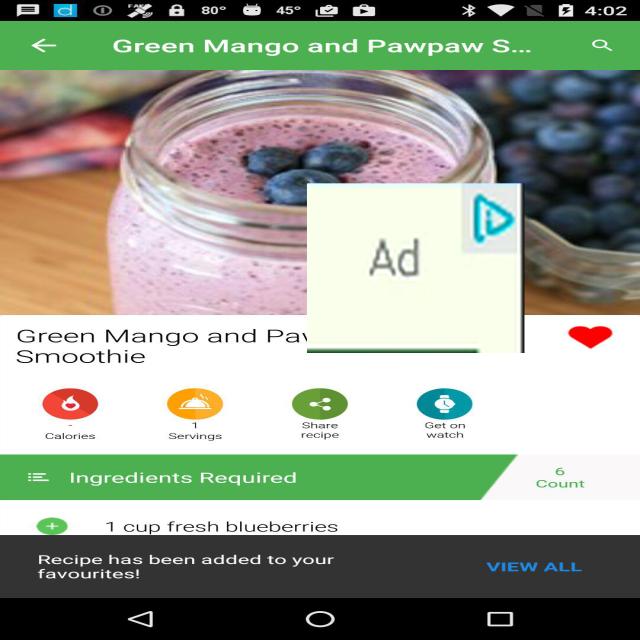 80° 45° 4:02
Green Mango and Pawpaw S...
Ad
Green Mango and
Smoothie
-
Calories
1
Servings
Share
recipe
Get on
watch
Ingredients Required
6
Count
1 cup fresh blueberries
Recipe has been added to your
favourites!
VIEW ALL